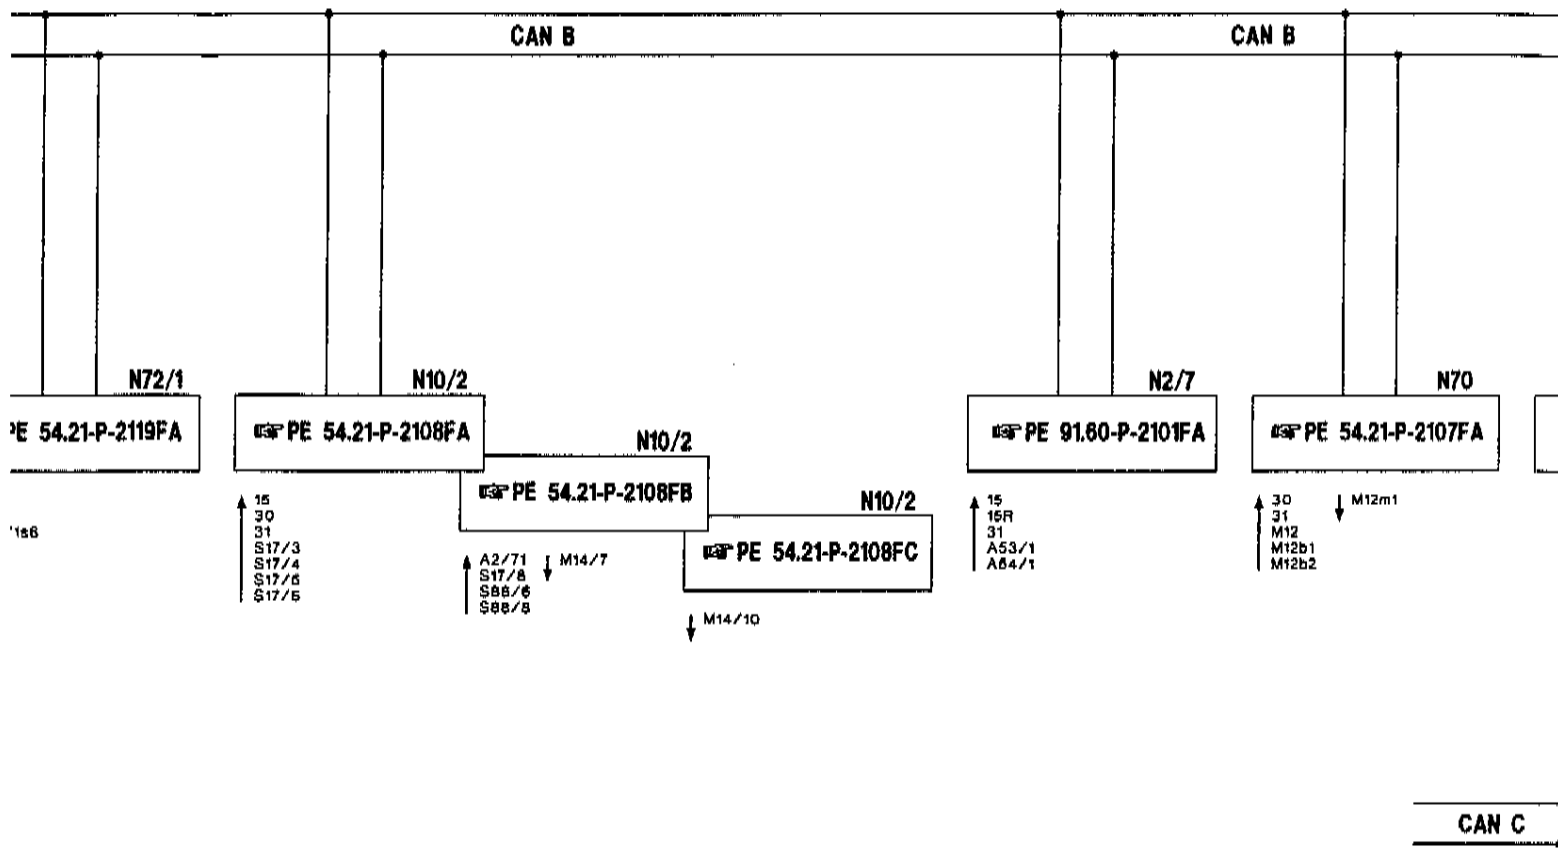 CAN B
CAN B
N72/1
N10/2
N2/7
N70
PE 54.21-P-2119FA
PE 54.21-P-2108FA
PE 91.60-P-2101FA
PE 54.21-P-2107FA
N10/2
PE 54.21-P-2108FB
N10/2
PE 54.21-P-2108FC
15
30
31
S17/3
S17/4
S17/6
S17/5
A2/71
S17/8
S88/6
S88/8
M14/7
M14/10
15
15R
31
A53/1
A64/1
30
31
M12
M12b1
M12b2
M12m1
CAN C